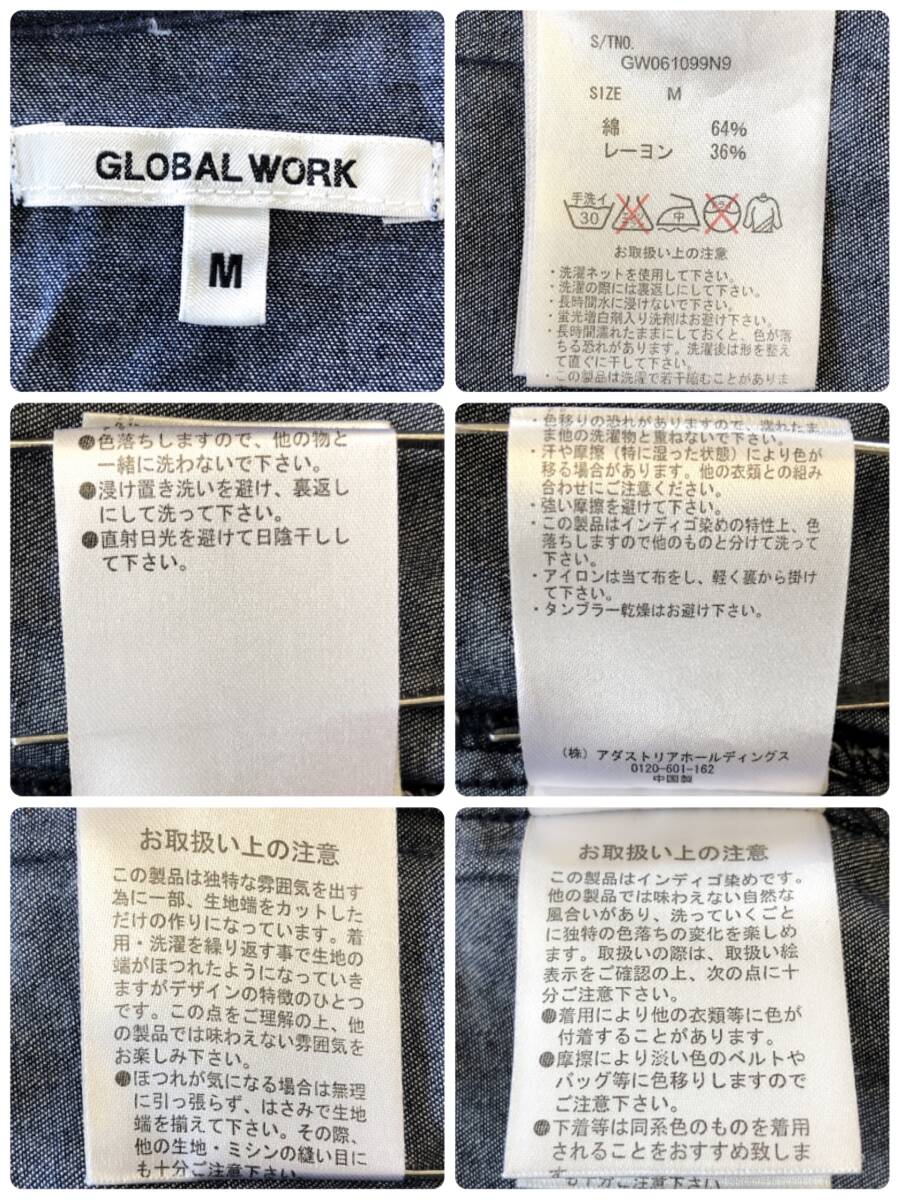 GLOBAL WORK
M
S/TNO.
GW061099N9
SIZE M
綿 64%
レーヨン 36%
手洗イ
30
中
お取扱い上の注意
・洗濯ネットを使用して下さい。
・洗濯の際には裏返しにして下さい。
・長時間水に浸けないで下さい。
・蛍光増白剤入り洗剤はお避け下さい。
・長時間濡れたままにしておくと、色が落
ちる恐れがあります。洗濯後は形を整え
て直ぐに干して下さい。
・この製品は洗濯で若干縮むことがありま
●色落ちしますので、他の物と
一緒に洗わないで下さい。
●浸け置き洗いを避け、裏返し
にして洗って下さい。
●直射日光を避けて日陰干しし
て下さい。
・色移りの恐れがありますので、濡れたま
ま他の洗濯物と重ねないで下さい。
・汗や摩擦（特に湿った状態）により色が
移る場合があります。他の衣類との組み
合わせにご注意ください。
・強い摩擦を避けて下さい。
・この製品はインディゴ染めの特性上、色
落ちしますので他のものと分けて洗って
下さい。
・アイロンは当て布をし、軽く裏から掛け
て下さい。
・タンブラー乾燥はお避け下さい。
（株）アダストリアホールディングス
0120-601-162
中国製
お取扱い上の注意
この製品は独特な雰囲気を出す
為に一部、生地端をカットした
だけの作りになっています。着
用・洗濯を繰り返す事で生地の
端がほつれたようになっていき
ますがデザインの特徴のひとつ
です。この点をご理解の上、他
の製品では味わえない雰囲気を
お楽しみ下さい。
●ほつれが気になる場合は無理
に引っ張らず、はさみで生地
端を揃えて下さい。その際、
他の生地・ミシンの縫い目に
も十分ご注意下さい。
お取扱い上の注意
この製品はインディゴ染めです。
他の製品では味わえない自然な
風合いがあり、洗っていくごと
に独特の色落ちの変化を楽しめ
ます。取扱いの際は、取扱い絵
表示をご確認の上、次の点に十
分ご注意下さい。
●着用により他の衣類等に色が
付着することがあります。
●摩擦により淡い色のベルトや
バッグ等に色移りしますので
ご注意下さい。
●下着等は同系色のものを着用
されることをおすすめ致しま
す。